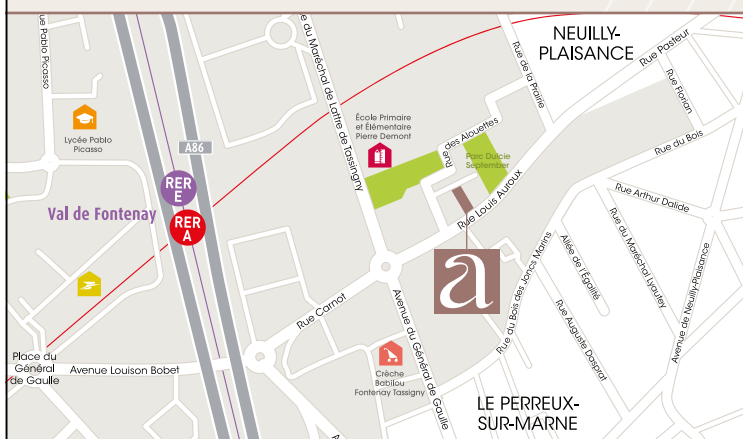 NEUILLY-
PLAISANCE
Rue Pablo Picasso
Rue du Maréchal de Lattre de Tassingny
Rue de la Prairie
Rue Pasteur
Rue Florian
Rue du Bois
Lycée Pablo
Picasso
A86
École Primaire
et Élémentaire
Pierre Demont
Rue
des Alouettes
Parc Dulcie
September
RER
E
Val de Fontenay
RER
A
Rue Louis Auroux
Rue Arthur Dalide
a
Rue du Maréchal Lyautey
Allée de l'Égalité
Rue du Bois des Joncs Marins
Avenue de Neuilly-Plaisance
Rue Carnot
Avenue du Général de Gaulle
Rue Auguste Dasprat
Place du
Général
de Gaulle
Avenue Louison Bobet
Crèche
Babilou
Fontenay Tassigny
LE PERREUX-
SUR-MARNE